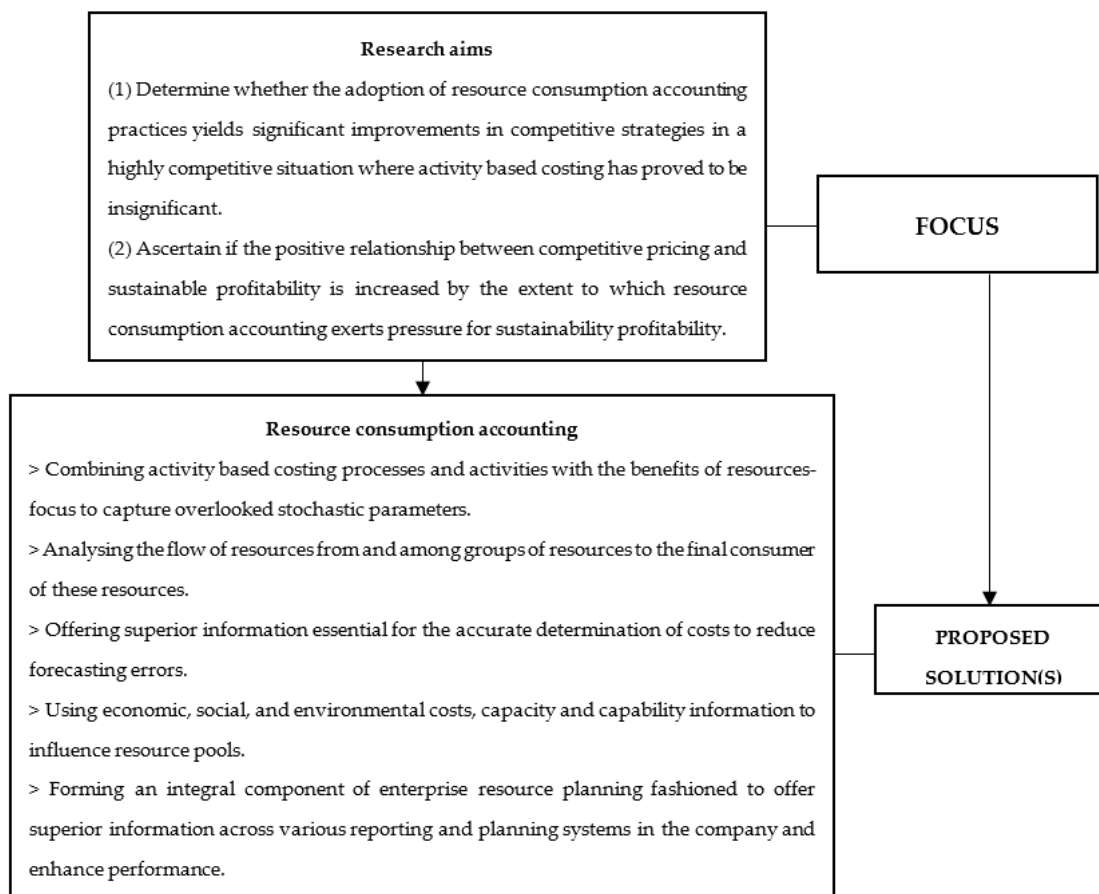 Research aims
(1) Determine whether the adoption of resource consumption accounting
practices yields significant improvements in competitive strategies in a
highly competitive situation where activity based costing has proved to be
insignificant.
(2) Ascertain if the positive relationship between competitive pricing and
sustainable profitability is increased by the extent to which resource
consumption accounting exerts pressure for sustainability profitability.
FOCUS
Resource consumption accounting
> Combining activity based costing processes and activities with the benefits of resources-
focus to capture overlooked stochastic parameters.
> Analysing the flow of resources from and among groups of resources to the final consumer
of these resources.
> Offering superior information essential for the accurate determination of costs to reduce
forecasting errors.
> Using economic, social, and environmental costs, capacity and capability information to
influence resource pools.
> Forming an integral component of enterprise resource planning fashioned to offer
superior information across various reporting and planning systems in the company and
enhance performance.
PROPOSED
SOLUTION(S)